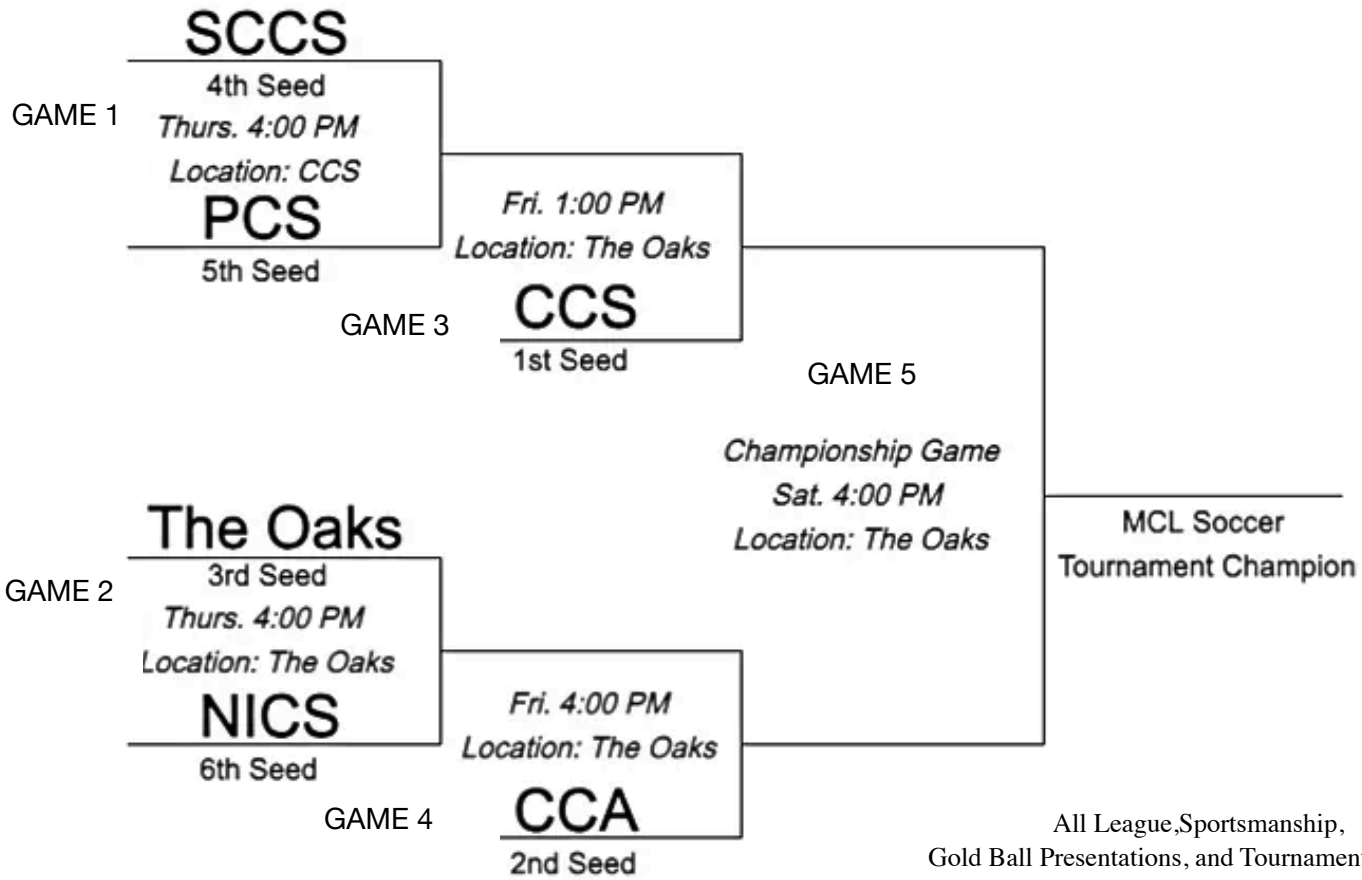 SCCS
4th Seed
GAME 1
Thurs. 4:00 PM
Location: CCS
PCS
5th Seed
Fri. 1:00 PM
Location: The Oaks
GAME 3
CCS
1st Seed
GAME 5
Championship Game
Sat. 4:00 PM
Location: The Oaks
MCL Soccer
Tournament Champion
The Oaks
3rd Seed
GAME 2
Thurs. 4:00 PM
Location: The Oaks
NICS
6th Seed
Fri. 4:00 PM
Location: The Oaks
GAME 4
CCA
2nd Seed
All League,Sportsmanship,
Gold Ball Presentations, and Tournament